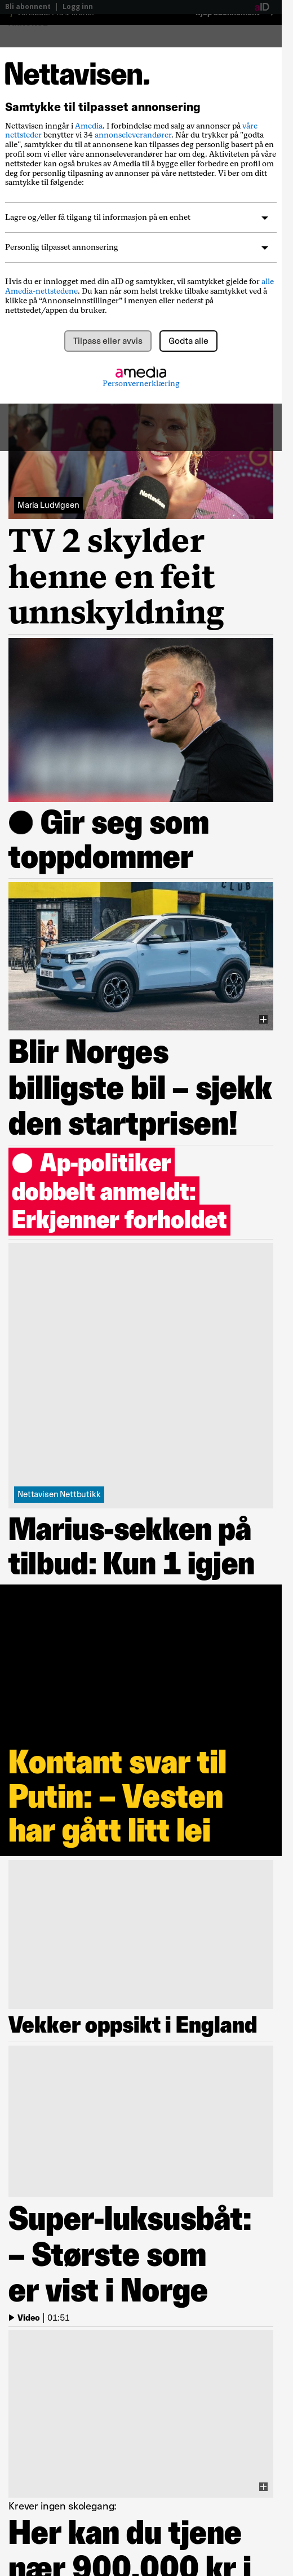 Bli abonnent | Logg inn
aID
Nettavisen.
Samtykke til tilpasset annonsering
Nettavisen inngår i Amedia. I forbindelse med salg av annonser på våre
nettsteder benytter vi 34 annonseleverandører. Når du trykker på "godta
alle", samtykker du til at annonsene kan tilpasses deg personlig basert på en
profil som vi eller våre annonseleverandører har om deg. Aktiviteten på våre
nettsteder kan også brukes av Amedia til å bygge eller forbedre en profil om
deg for personlig tilpasning av annonser på våre nettsteder. Vi ber om ditt
samtykke til følgende:
Lagre og/eller få tilgang til informasjon på en enhet
Personlig tilpasset annonsering
Hvis du er innlogget med din aID og samtykker, vil samtykket gjelde for alle
Amedia-nettstedene. Du kan når som helst trekke tilbake samtykket ved å
klikke på “Annonseinnstillinger” i menyen eller nederst på
nettstedet/appen du bruker.
Tilpass eller avvis
Godta alle
amedia
Personvernerklæring
Nettavisen
Maria Ludvigsen
TV 2 skylder
henne en feit
unnskyldning
● Gir seg som
toppdommer
CLUB
Blir Norges
billigste bil – sjekk
den startprisen!
● Ap-politiker
dobbelt anmeldt:
Erkjenner forholdet
Nettavisen Nettbutikk
Marius-sekken på
tilbud: Kun 1 igjen
Kontant svar til
Putin: – Vesten
har gått litt lei
Vekker oppsikt i England
Super-luksusbåt:
– Største som
er vist i Norge
Video | 01:51
Krever ingen skolegang:
Her kan du tjene
nær 900.000 kr i